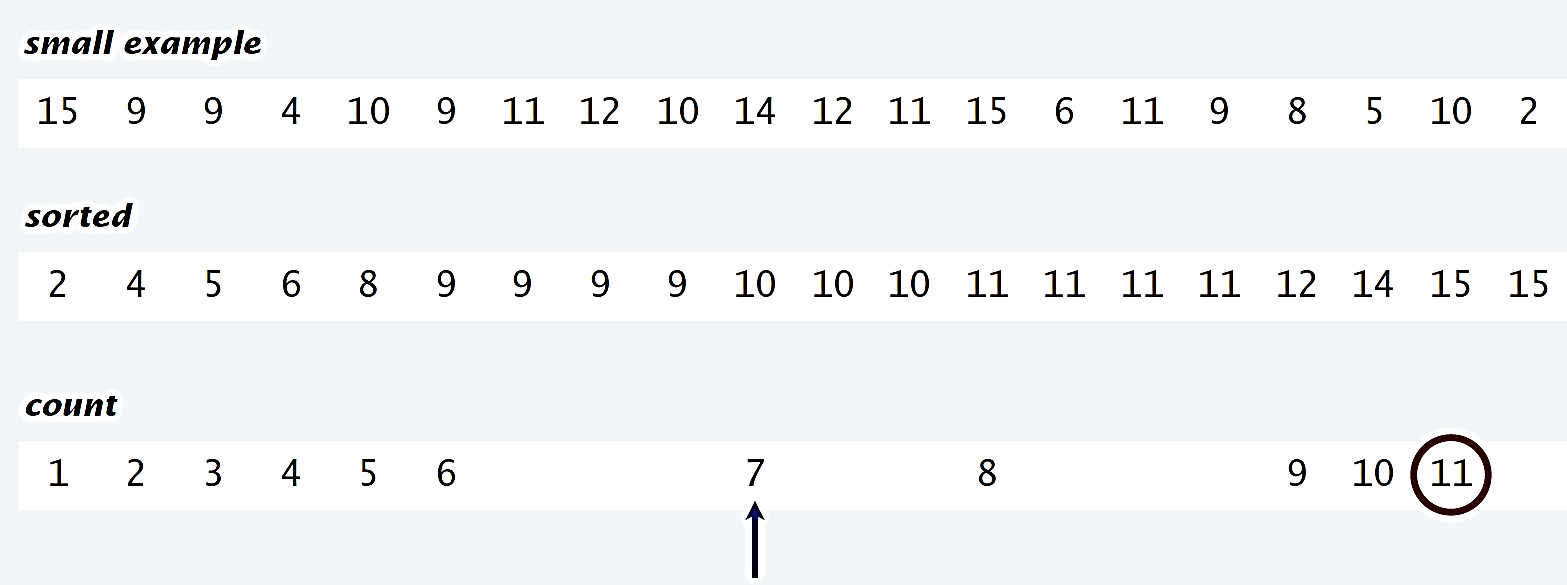 small example
15 9 9 4 10 9 11 12 10 14 12 11 15 6 11 9 8 5 10 2
sorted
2 4 5 6 8 9 9 9 9 10 10 10 11 11 11 11 12 14 15 15
count
1 2 3 4 5 6 7 8 9 10 11